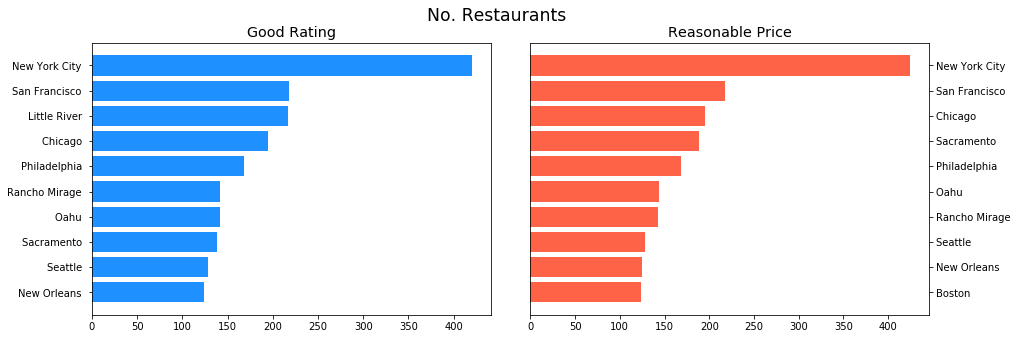 No. Restaurants
Good Rating
New York City
San Francisco
Little River
Chicago
Philadelphia
Rancho Mirage
Oahu
Sacramento
Seattle
New Orleans
0 50 100 150 200 250 300 350 400
Reasonable Price
New York City
San Francisco
Chicago
Sacramento
Philadelphia
Oahu
Rancho Mirage
Seattle
New Orleans
Boston
0 50 100 150 200 250 300 350 400